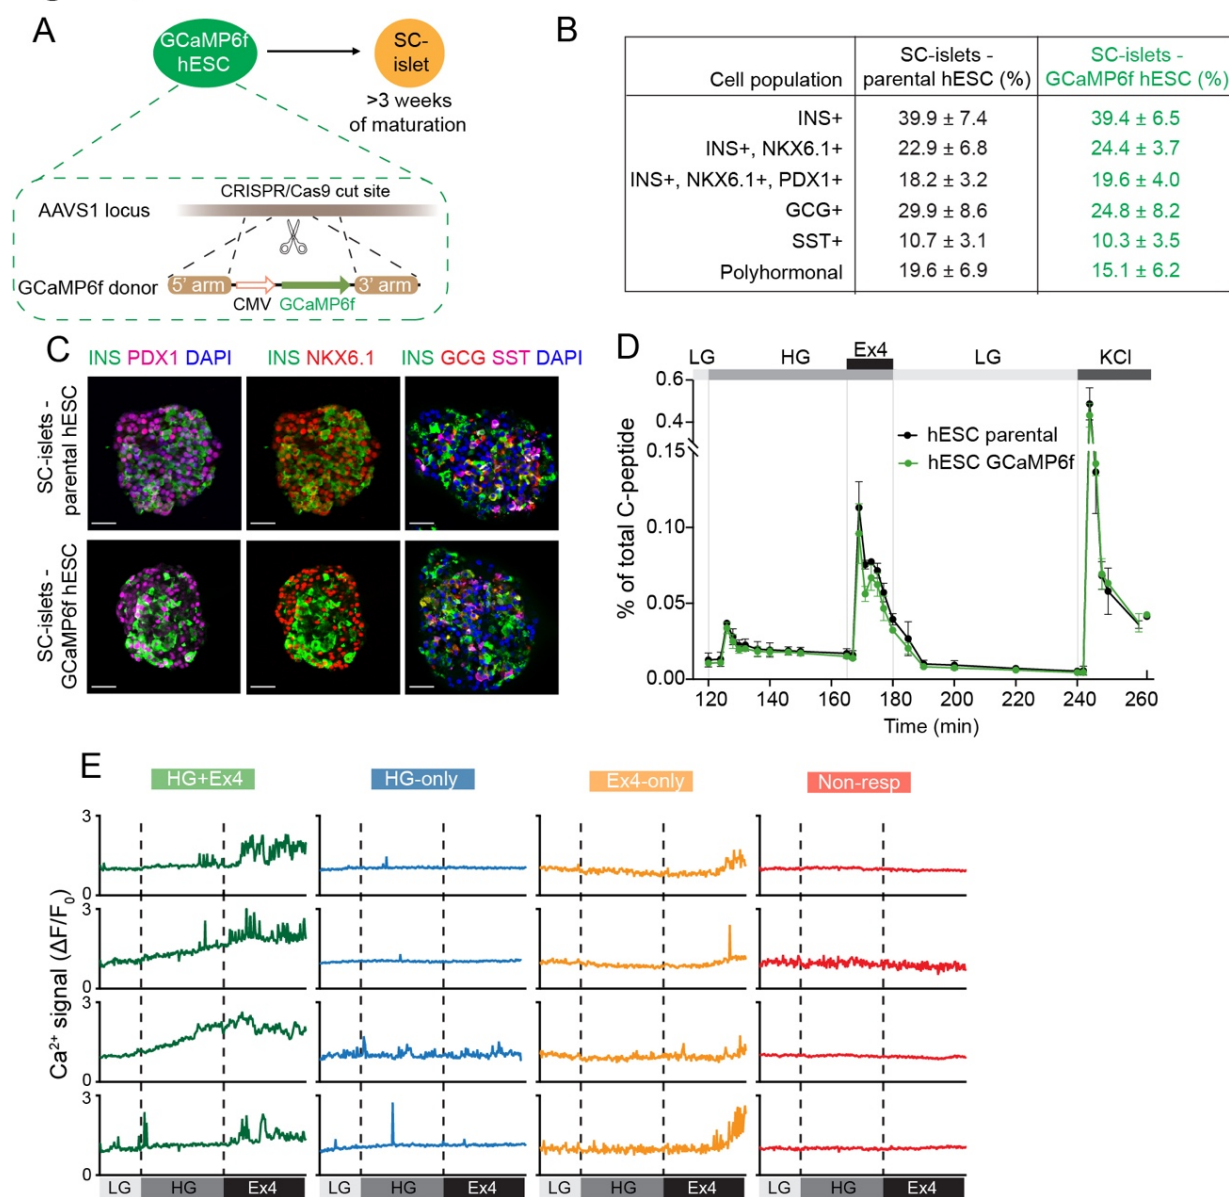 A
GCaMP6f
hESC
SC-
islet
>3 weeks
of maturation
CRISPR/Cas9 cut site
AAVS1 locus
5' arm
3' arm
GCaMP6f donor
CMV
GCaMP6f
B
Cell population
SC-islets -
parental hESC (%)
SC-islets -
GCaMP6f hESC (%)
INS+ 39.9 ± 7.4 39.4 ± 6.5
INS+, NKX6.1+ 22.9 ± 6.8 24.4 ± 3.7
INS+, NKX6.1+, PDX1+ 18.2 ± 3.2 19.6 ± 4.0
GCG+ 29.9 ± 8.6 24.8 ± 8.2
SST+ 10.7 ± 3.1 10.3 ± 3.5
Polyhormonal 19.6 ± 6.9 15.1 ± 6.2
C
INS PDX1 DAPI
INS NKX6.1
INS GCG SST DAPI
SC-islets -
parental hESC
SC-islets -
GCaMP6f hESC
D
LG HG Ex4 LG KCl
0.6
0.4
0.15
0.10
0.05
0.00
% of total C-peptide
hESC parental
hESC GCaMP6f
120 140 160 180 200 220 240 260
Time (min)
E
HG+Ex4
HG-only
Ex4-only
Non-resp
3
0
3
0
3
0
3
0
Ca2+ signal (ΔF/F0)
LG HG Ex4
LG HG Ex4
LG HG Ex4
LG HG Ex4